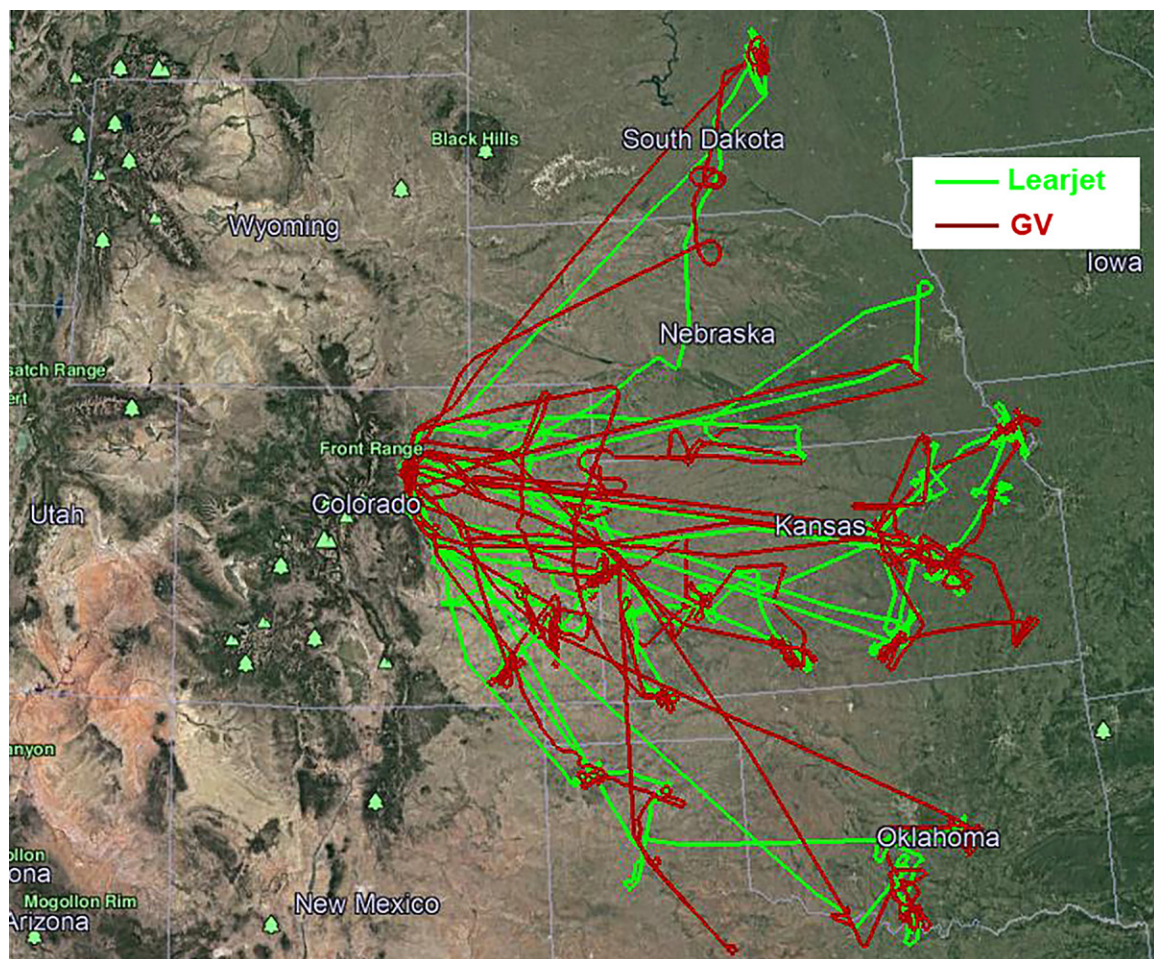 Black Hills
South Dakota
Learjet
GV
Wyoming
Iowa
Nebraska
satch Range
ert
Front Range
Colorado
Utah
Kansas
anyon
Oklahoma
ollon
ona
Mogollon Rim
New Mexico
Arizona